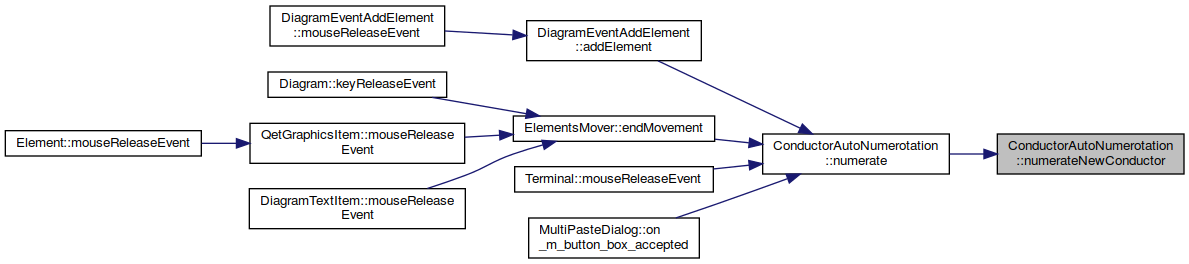 DiagramEventAddElement
::mouseReleaseEvent
DiagramEventAddElement
::addElement
Diagram::keyReleaseEvent
Element::mouseReleaseEvent
QetGraphicsItem::mouseRelease
Event
ElementsMover::endMovement
ConductorAutoNumerotation
::numerate
ConductorAutoNumerotation
::numerateNewConductor
Terminal::mouseReleaseEvent
DiagramTextItem::mouseRelease
Event
MultiPasteDialog::on
_m_button_box_accepted